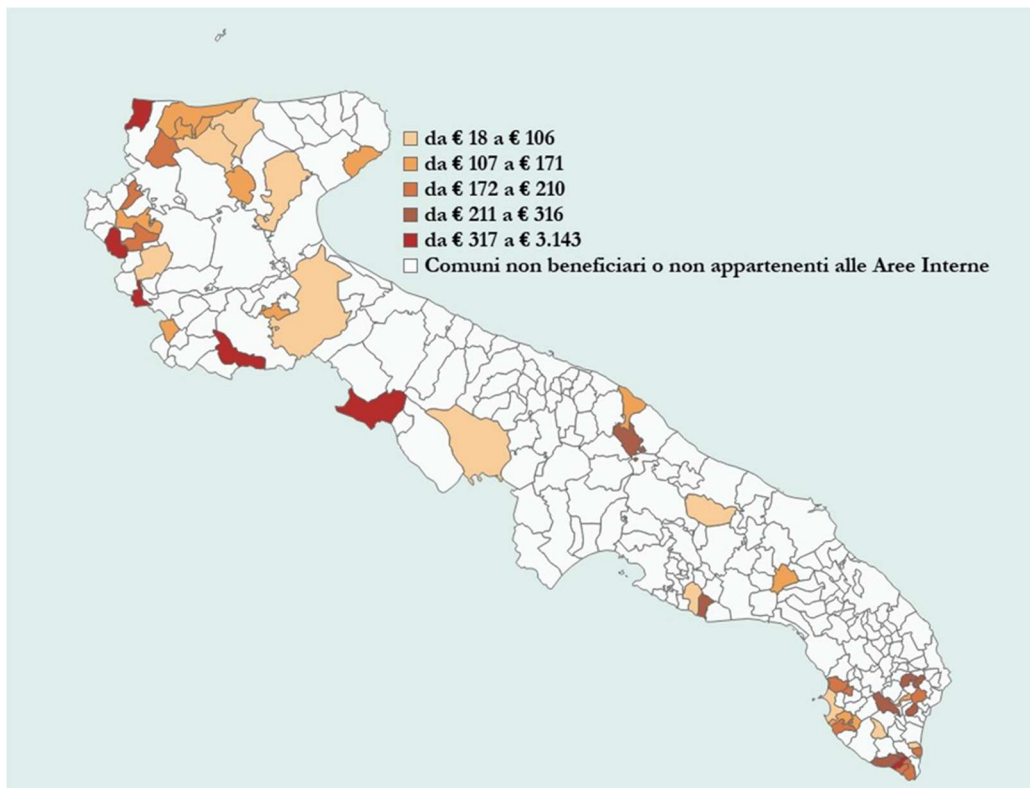 da € 18 a € 106
da € 107 a € 171
da € 172 a € 210
da € 211 a € 316
da € 317 a € 3.143
Comuni non beneficiari o non appartenenti alle Aree Interne